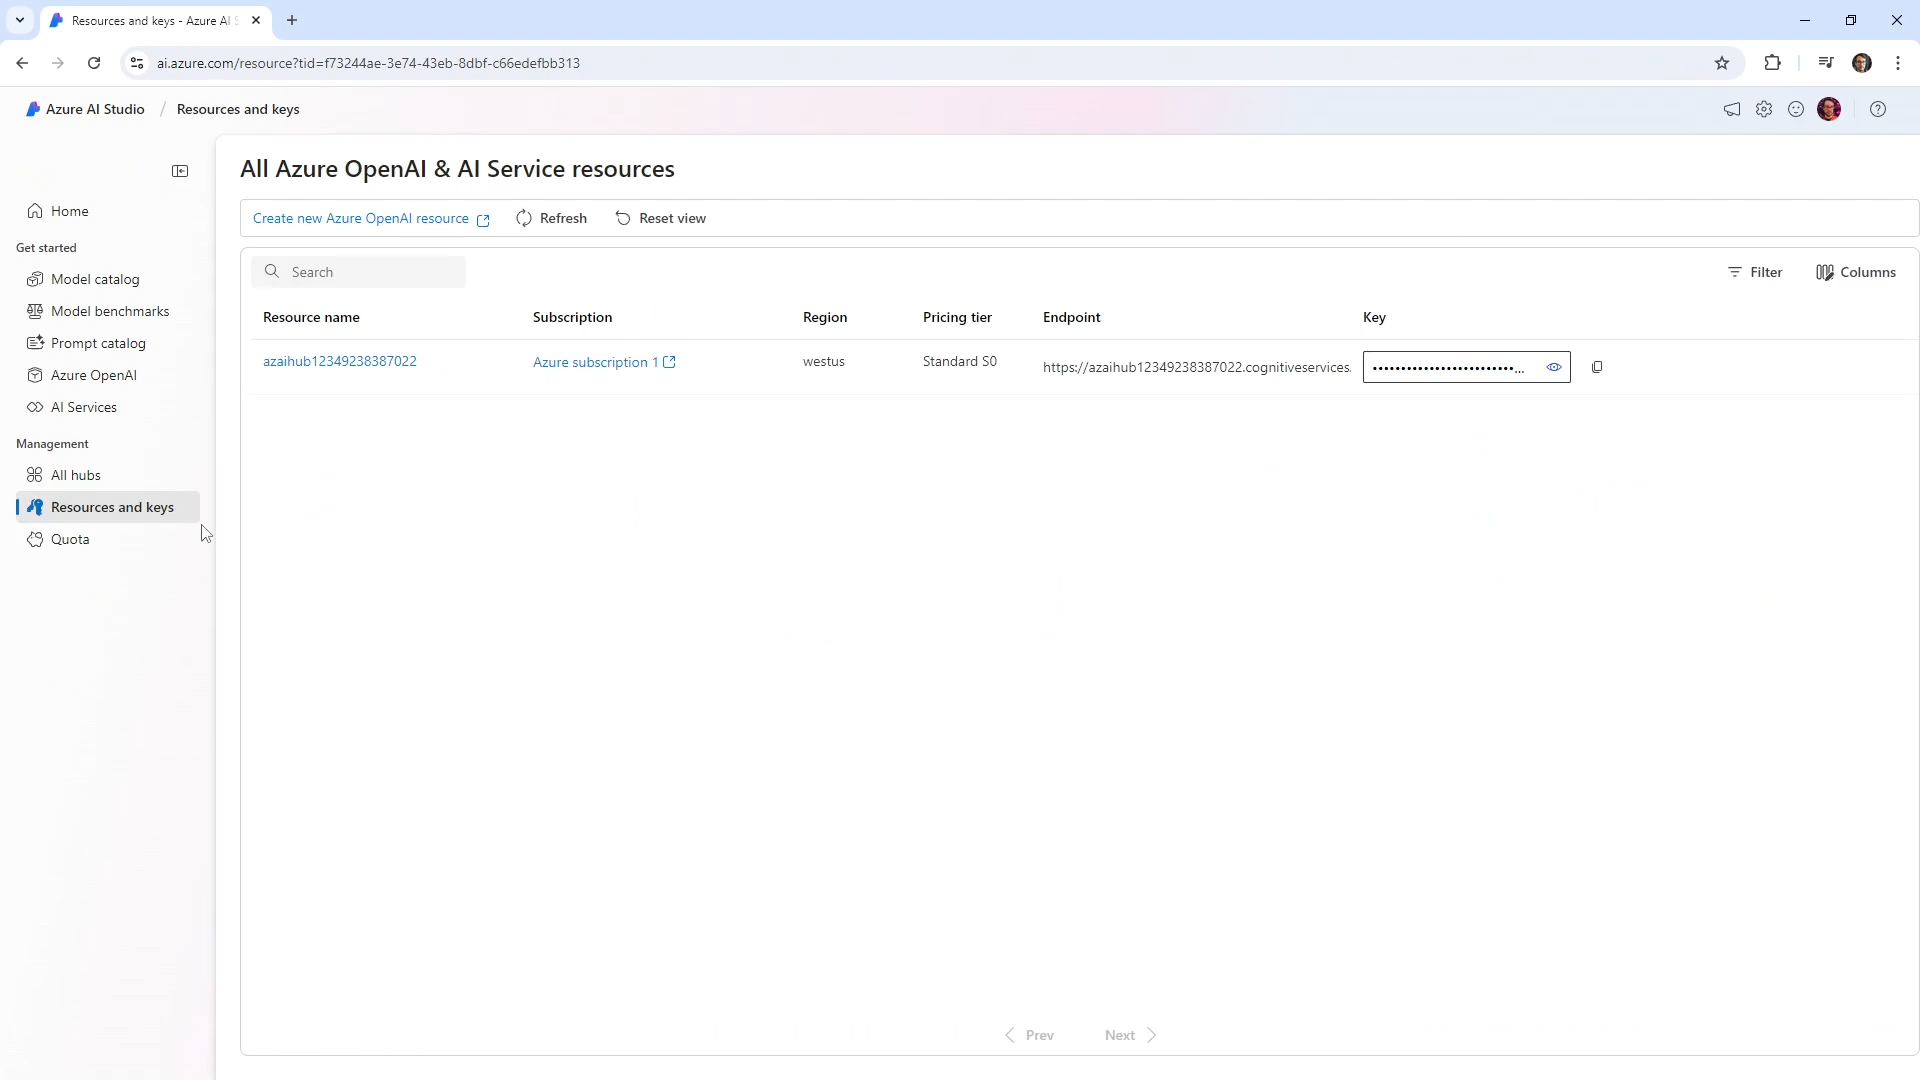 Resources and keys - Azure AI S
ai.azure.com/resource?tid=f73244ae-3e74-43eb-8dbf-c66edefbb313
Azure AI Studio / Resources and keys
Home
Get started
Model catalog
Model benchmarks
Prompt catalog
Azure OpenAI
AI Services
Management
All hubs
Resources and keys
Quota
All Azure OpenAI & AI Service resources
Create new Azure OpenAI resource Refresh Reset view
Search Filter Columns
Resource name Subscription Region Pricing tier Endpoint Key
azaihub12349238387022 Azure subscription 1 westus Standard S0 https://azaihub12349238387022.cognitiveservices. ••••••••••••••••••••••••••...
Prev Next